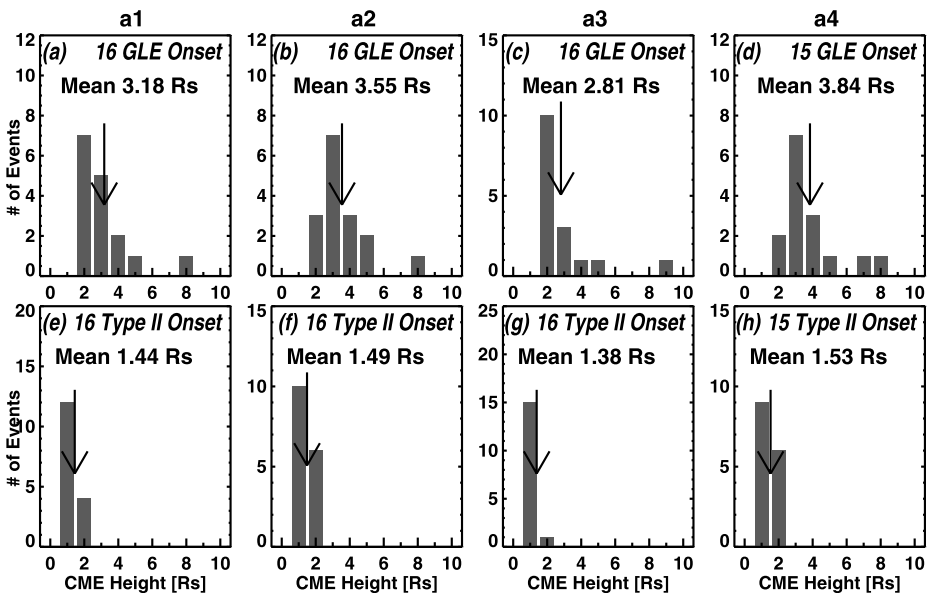 a1 a2 a3 a4
(a) 16 GLE Onset
Mean 3.18 Rs
(b) 16 GLE Onset
Mean 3.55 Rs
(c) 16 GLE Onset
Mean 2.81 Rs
(d) 15 GLE Onset
Mean 3.84 Rs
# of Events
12
10
8
6
4
2
0
12
10
8
6
4
2
0
15
10
5
0
12
10
8
6
4
2
0
0 2 4 6 8 10
0 2 4 6 8 10
0 2 4 6 8 10
0 2 4 6 8 10
(e) 16 Type II Onset
Mean 1.44 Rs
(f) 16 Type II Onset
Mean 1.49 Rs
(g) 16 Type II Onset
Mean 1.38 Rs
(h) 15 Type II Onset
Mean 1.53 Rs
# of Events
20
15
10
5
0
15
10
5
0
25
20
15
10
5
0
15
10
5
0
0 2 4 6 8 10
0 2 4 6 8 10
0 2 4 6 8 10
0 2 4 6 8 10
CME Height [Rs]
CME Height [Rs]
CME Height [Rs]
CME Height [Rs]